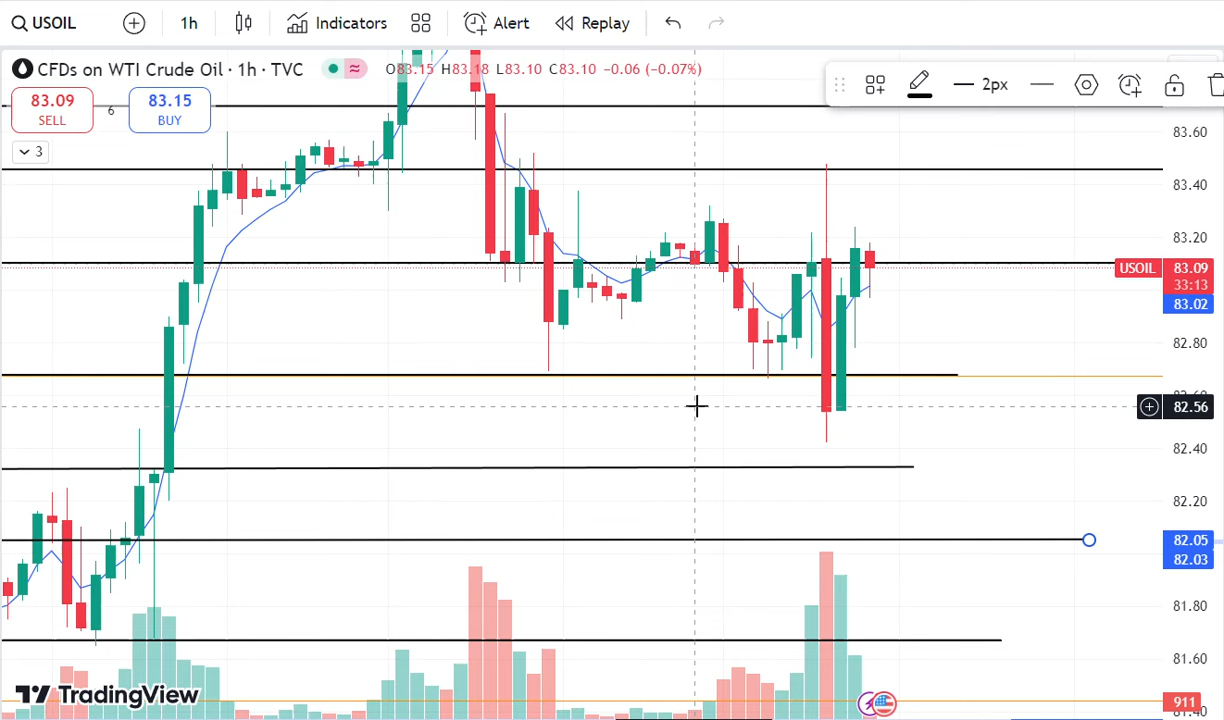 USOIL 1h Indicators Alert Replay
CFDs on WTI Crude Oil · 1h · TVC O83.15 H83.18 L83.10 C83.10 −0.06 (−0.07%)
2px
83.09 SELL
6
83.15 BUY
3
83.60
83.40
83.20
USOIL 83.09
33:13
83.02
82.80
82.56
82.40
82.20
82.05
82.03
81.80
81.60
TradingView
911